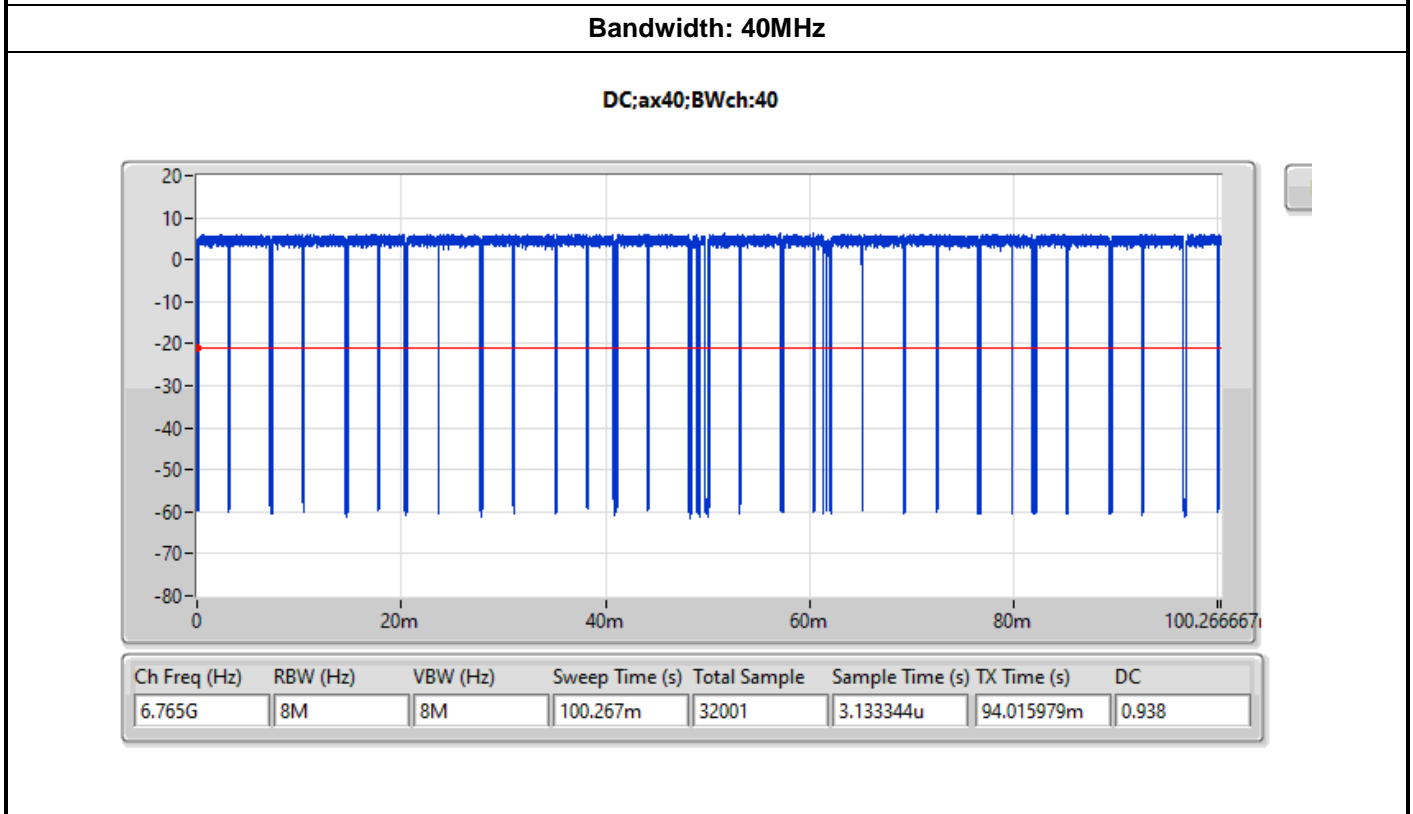 Bandwidth: 40MHz
DC;ax40;BWch:40
20
10
0
-10
-20
-30
-40
-50
-60
-70
-80
0 20m 40m 60m 80m 100.266667
Ch Freq (Hz) RBW (Hz) VBW (Hz) Sweep Time (s) Total Sample Sample Time (s) TX Time (s) DC
6.765G 8M 8M 100.267m 32001 3.133344u 94.015979m 0.938